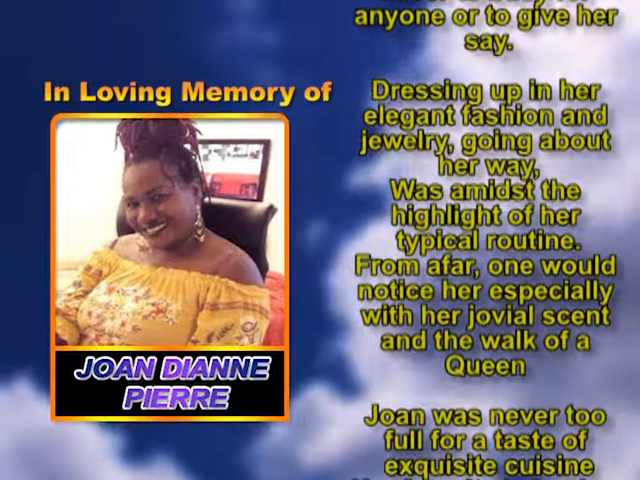 anyone or to give her
say.
In Loving Memory of
JOAN DIANNE
PIERRE
Dressing up in her
elegant fashion and
jewelry, going about
her way,
Was amidst the
highlight of her
typical routine.
From afar, one would
notice her especially
with her jovial scent
and the walk of a
Queen
Joan was never too
full for a taste of
exquisite cuisine